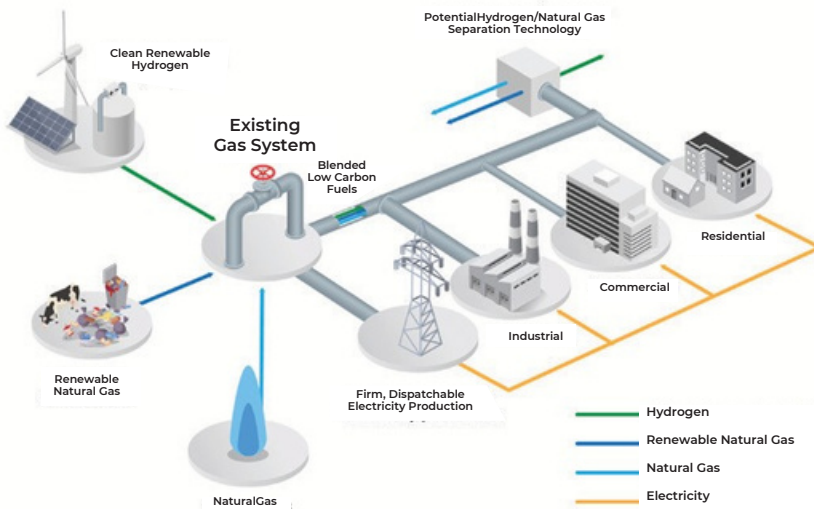 PotentialHydrogen/Natural Gas
Separation Technology
Clean Renewable
Hydrogen
Existing
Gas System
Blended
Low Carbon
Fuels
Residential
Commercial
Industrial
Renewable
Natural Gas
Firm, Dispatchable
Electricity Production
NaturalGas
Hydrogen
Renewable Natural Gas
Natural Gas
Electricity